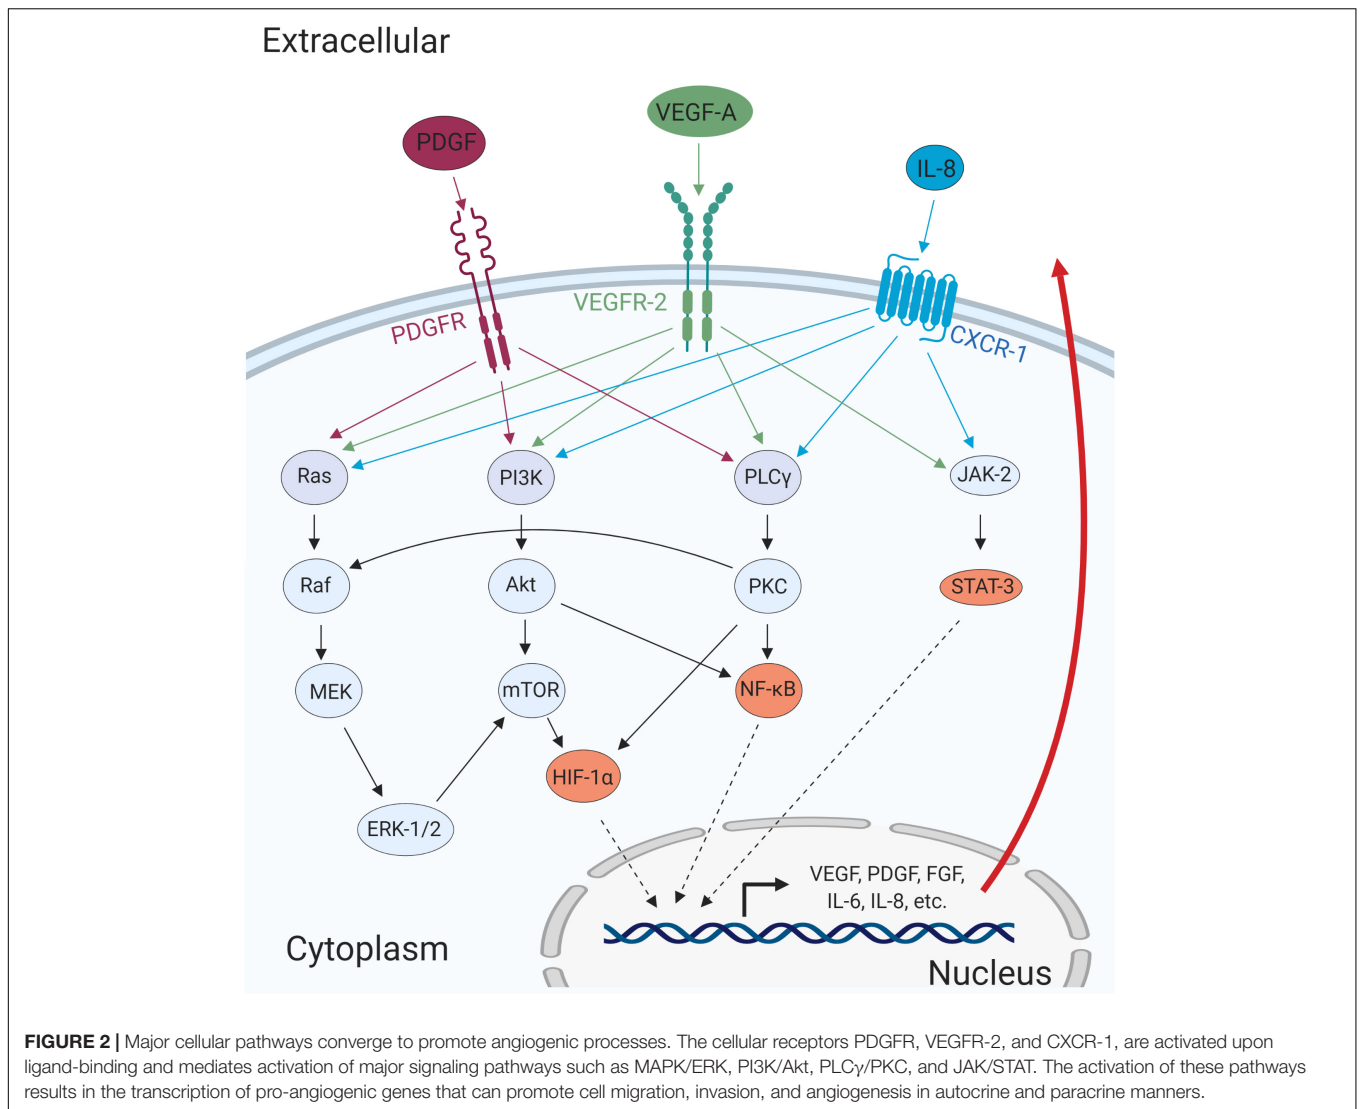 Extracellular
VEGF-A
PDGF
IL-8
VEGFR-2
PDGFR
CXCR-1
Ras
PI3K
PLCγ
JAK-2
Raf
Akt
PKC
STAT-3
MEK
mTOR
NF-κB
HIF-1α
ERK-1/2
VEGF, PDGF, FGF,
IL-6, IL-8, etc.
Cytoplasm
Nucleus
FIGURE 2 | Major cellular pathways converge to promote angiogenic processes. The cellular receptors PDGFR, VEGFR-2, and CXCR-1, are activated upon
ligand-binding and mediates activation of major signaling pathways such as MAPK/ERK, PI3K/Akt, PLCγ/PKC, and JAK/STAT. The activation of these pathways
results in the transcription of pro-angiogenic genes that can promote cell migration, invasion, and angiogenesis in autocrine and paracrine manners.